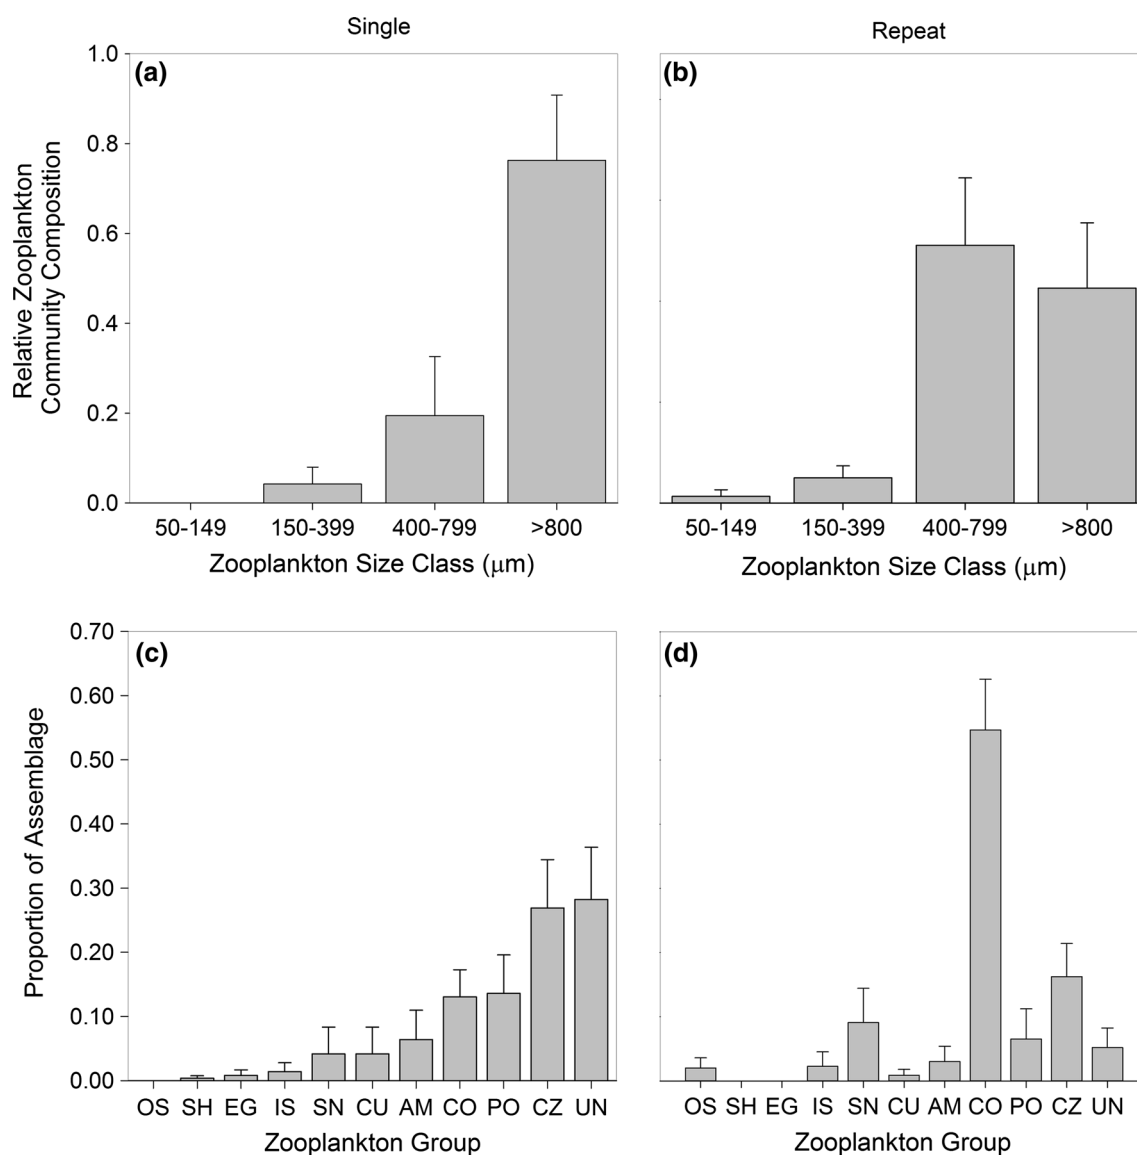 Single
Repeat
(a)
(b)
1.0
0.8
0.6
0.4
0.2
0.0
Relative Zooplankton
Community Composition
50-149 150-399 400-799 >800
Zooplankton Size Class (μm)
50-149 150-399 400-799 >800
Zooplankton Size Class (μm)
(c)
(d)
0.70
0.60
0.50
0.40
0.30
0.20
0.10
0.00
Proportion of Assemblage
OS SH EG IS SN CU AM CO PO CZ UN
Zooplankton Group
OS SH EG IS SN CU AM CO PO CZ UN
Zooplankton Group